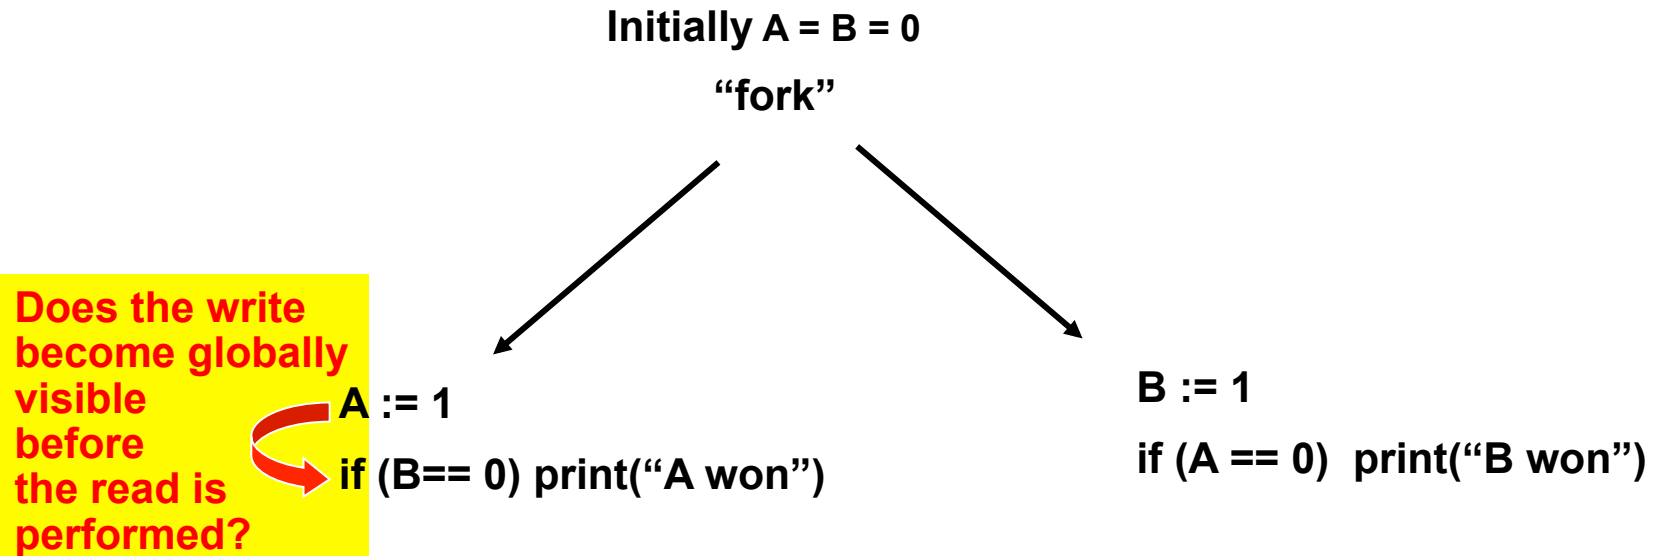 Initially A = B = 0
“fork”
Does the write
become globally
visible
before
the read is
performed?
A := 1
if (B== 0) print(“A won”)
B := 1
if (A == 0) print(“B won”)